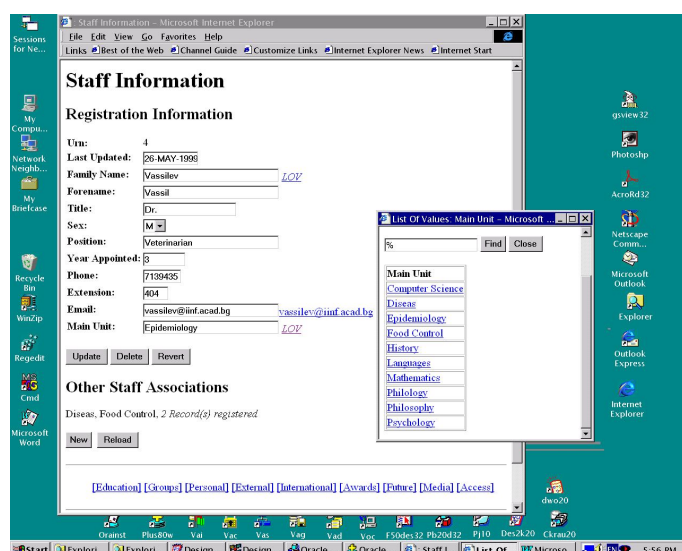 Staff Information - Microsoft Internet Explorer
File Edit View Go Favorites Help
Links Best of the Web Channel Guide Customize Links Internet Explorer News Internet Start
Staff Information
Registration Information
Urn: 4
Last Updated: 26-MAY-1999
Family Name: Vassilev LOV
Forename: Vassil
Title: Dr.
Sex: M
Position: Veterinarian
Year Appointed: 3
Phone: 7139435
Extension: 404
Email: vassilev@iinf.acad.bg vassilev@iinf.acad.bg
Main Unit: Epidemiology LOV
Update Delete Revert
Other Staff Associations
Diseas, Food Control, 2 Record(s) registered
New Reload
[Education] [Groups] [Personal] [External] [International] [Awards] [Future] [Media] [Access]
List Of Values: Main Unit - Microsoft ...
% Find Close
Main Unit
Computer Science
Diseas
Epidemiology
Food Control
History
Languages
Mathematics
Philology
Philosophy
Psychology
Sessions
for Ne...
My
Compu...
Network
Neighb...
My
Briefcase
Recycle
Bin
WinZip
Regedit
Cmd
Microsoft
Word
gsview32
Photoshp
AcroRd32
Netscape
Comm...
Microsoft
Outlook
Explorer
Outlook
Express
Internet
Explorer
dwo20
Orainst Plus80w Vai Vac Vas Vag Vad Voc F50des32 Pb20d32 Pj10 Des2k20 Ckrau20
Start Explori... Explori... Design... Design... Oracle... Oracle... Staff I... List Of... Microso... EN 5:56 PM